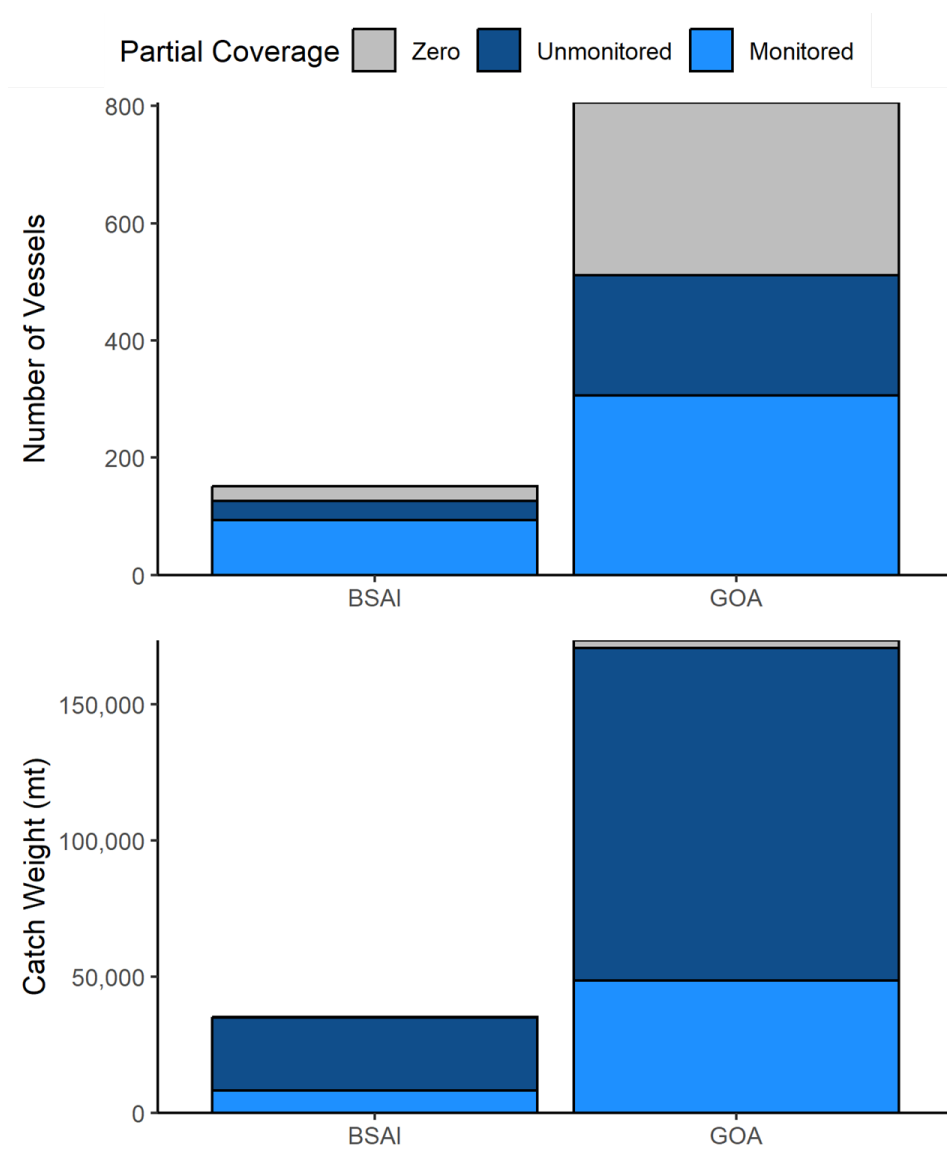 Partial Coverage Zero Unmonitored Monitored
Number of Vessels
800
600
400
200
0
BSAI GOA
Catch Weight (mt)
150,000
100,000
50,000
0
BSAI GOA